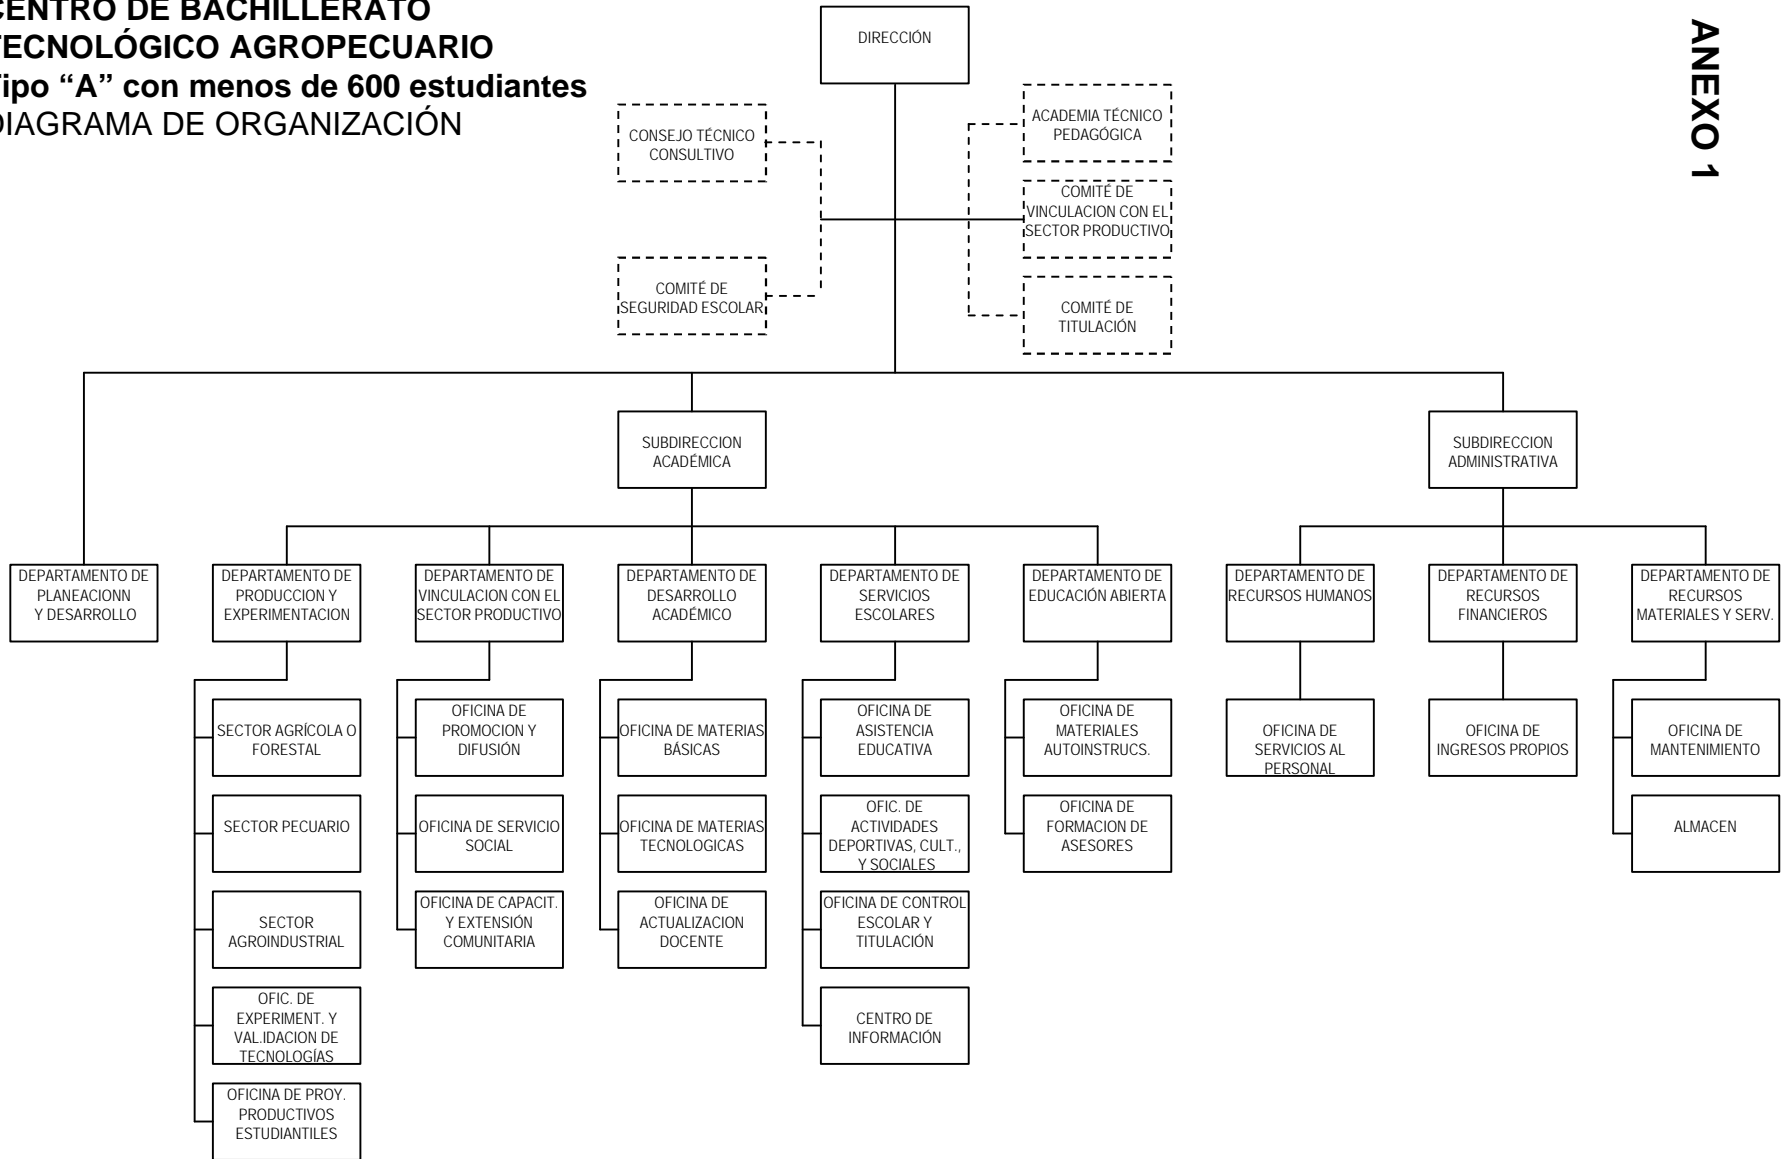 CENTRO DE BACHILLERATO
TECNOLÓGICO AGROPECUARIO
Tipo “A” con menos de 600 estudiantes
DIAGRAMA DE ORGANIZACIÓN
ANEXO 1
DIRECCIÓN
CONSEJO TÉCNICO
CONSULTIVO
ACADEMIA TÉCNICO
PEDAGÓGICA
COMITÉ DE
VINCULACION CON EL
SECTOR PRODUCTIVO
COMITÉ DE
SEGURIDAD ESCOLAR
COMITÉ DE
TITULACIÓN
SUBDIRECCION
ACADÉMICA
SUBDIRECCION
ADMINISTRATIVA
DEPARTAMENTO DE
PLANEACIONN
Y DESARROLLO
DEPARTAMENTO DE
PRODUCCION Y
EXPERIMENTACION
DEPARTAMENTO DE
VINCULACION CON EL
SECTOR PRODUCTIVO
DEPARTAMENTO DE
DESARROLLO
ACADÉMICO
DEPARTAMENTO DE
SERVICIOS
ESCOLARES
DEPARTAMENTO DE
EDUCACIÓN ABIERTA
DEPARTAMENTO DE
RECURSOS HUMANOS
DEPARTAMENTO DE
RECURSOS
FINANCIEROS
DEPARTAMENTO DE
RECURSOS
MATERIALES Y SERV.
SECTOR AGRÍCOLA O
FORESTAL
OFICINA DE
PROMOCION Y
DIFUSIÓN
OFICINA DE MATERIAS
BÁSICAS
OFICINA DE
ASISTENCIA
EDUCATIVA
OFICINA DE
MATERIALES
AUTOINSTRUCS.
OFICINA DE
SERVICIOS AL
PERSONAL
OFICINA DE
INGRESOS PROPIOS
OFICINA DE
MANTENIMIENTO
SECTOR PECUARIO
OFICINA DE SERVICIO
SOCIAL
OFICINA DE MATERIAS
TECNOLOGICAS
OFIC. DE
ACTIVIDADES
DEPORTIVAS, CULT.,
Y SOCIALES
OFICINA DE
FORMACION DE
ASESORES
ALMACEN
SECTOR
AGROINDUSTRIAL
OFICINA DE CAPACIT.
Y EXTENSIÓN
COMUNITARIA
OFICINA DE
ACTUALIZACION
DOCENTE
OFICINA DE CONTROL
ESCOLAR Y
TITULACIÓN
OFIC. DE
EXPERIMENT. Y
VAL.IDACION DE
TECNOLOGÍAS
CENTRO DE
INFORMACIÓN
OFICINA DE PROY.
PRODUCTIVOS
ESTUDIANTILES